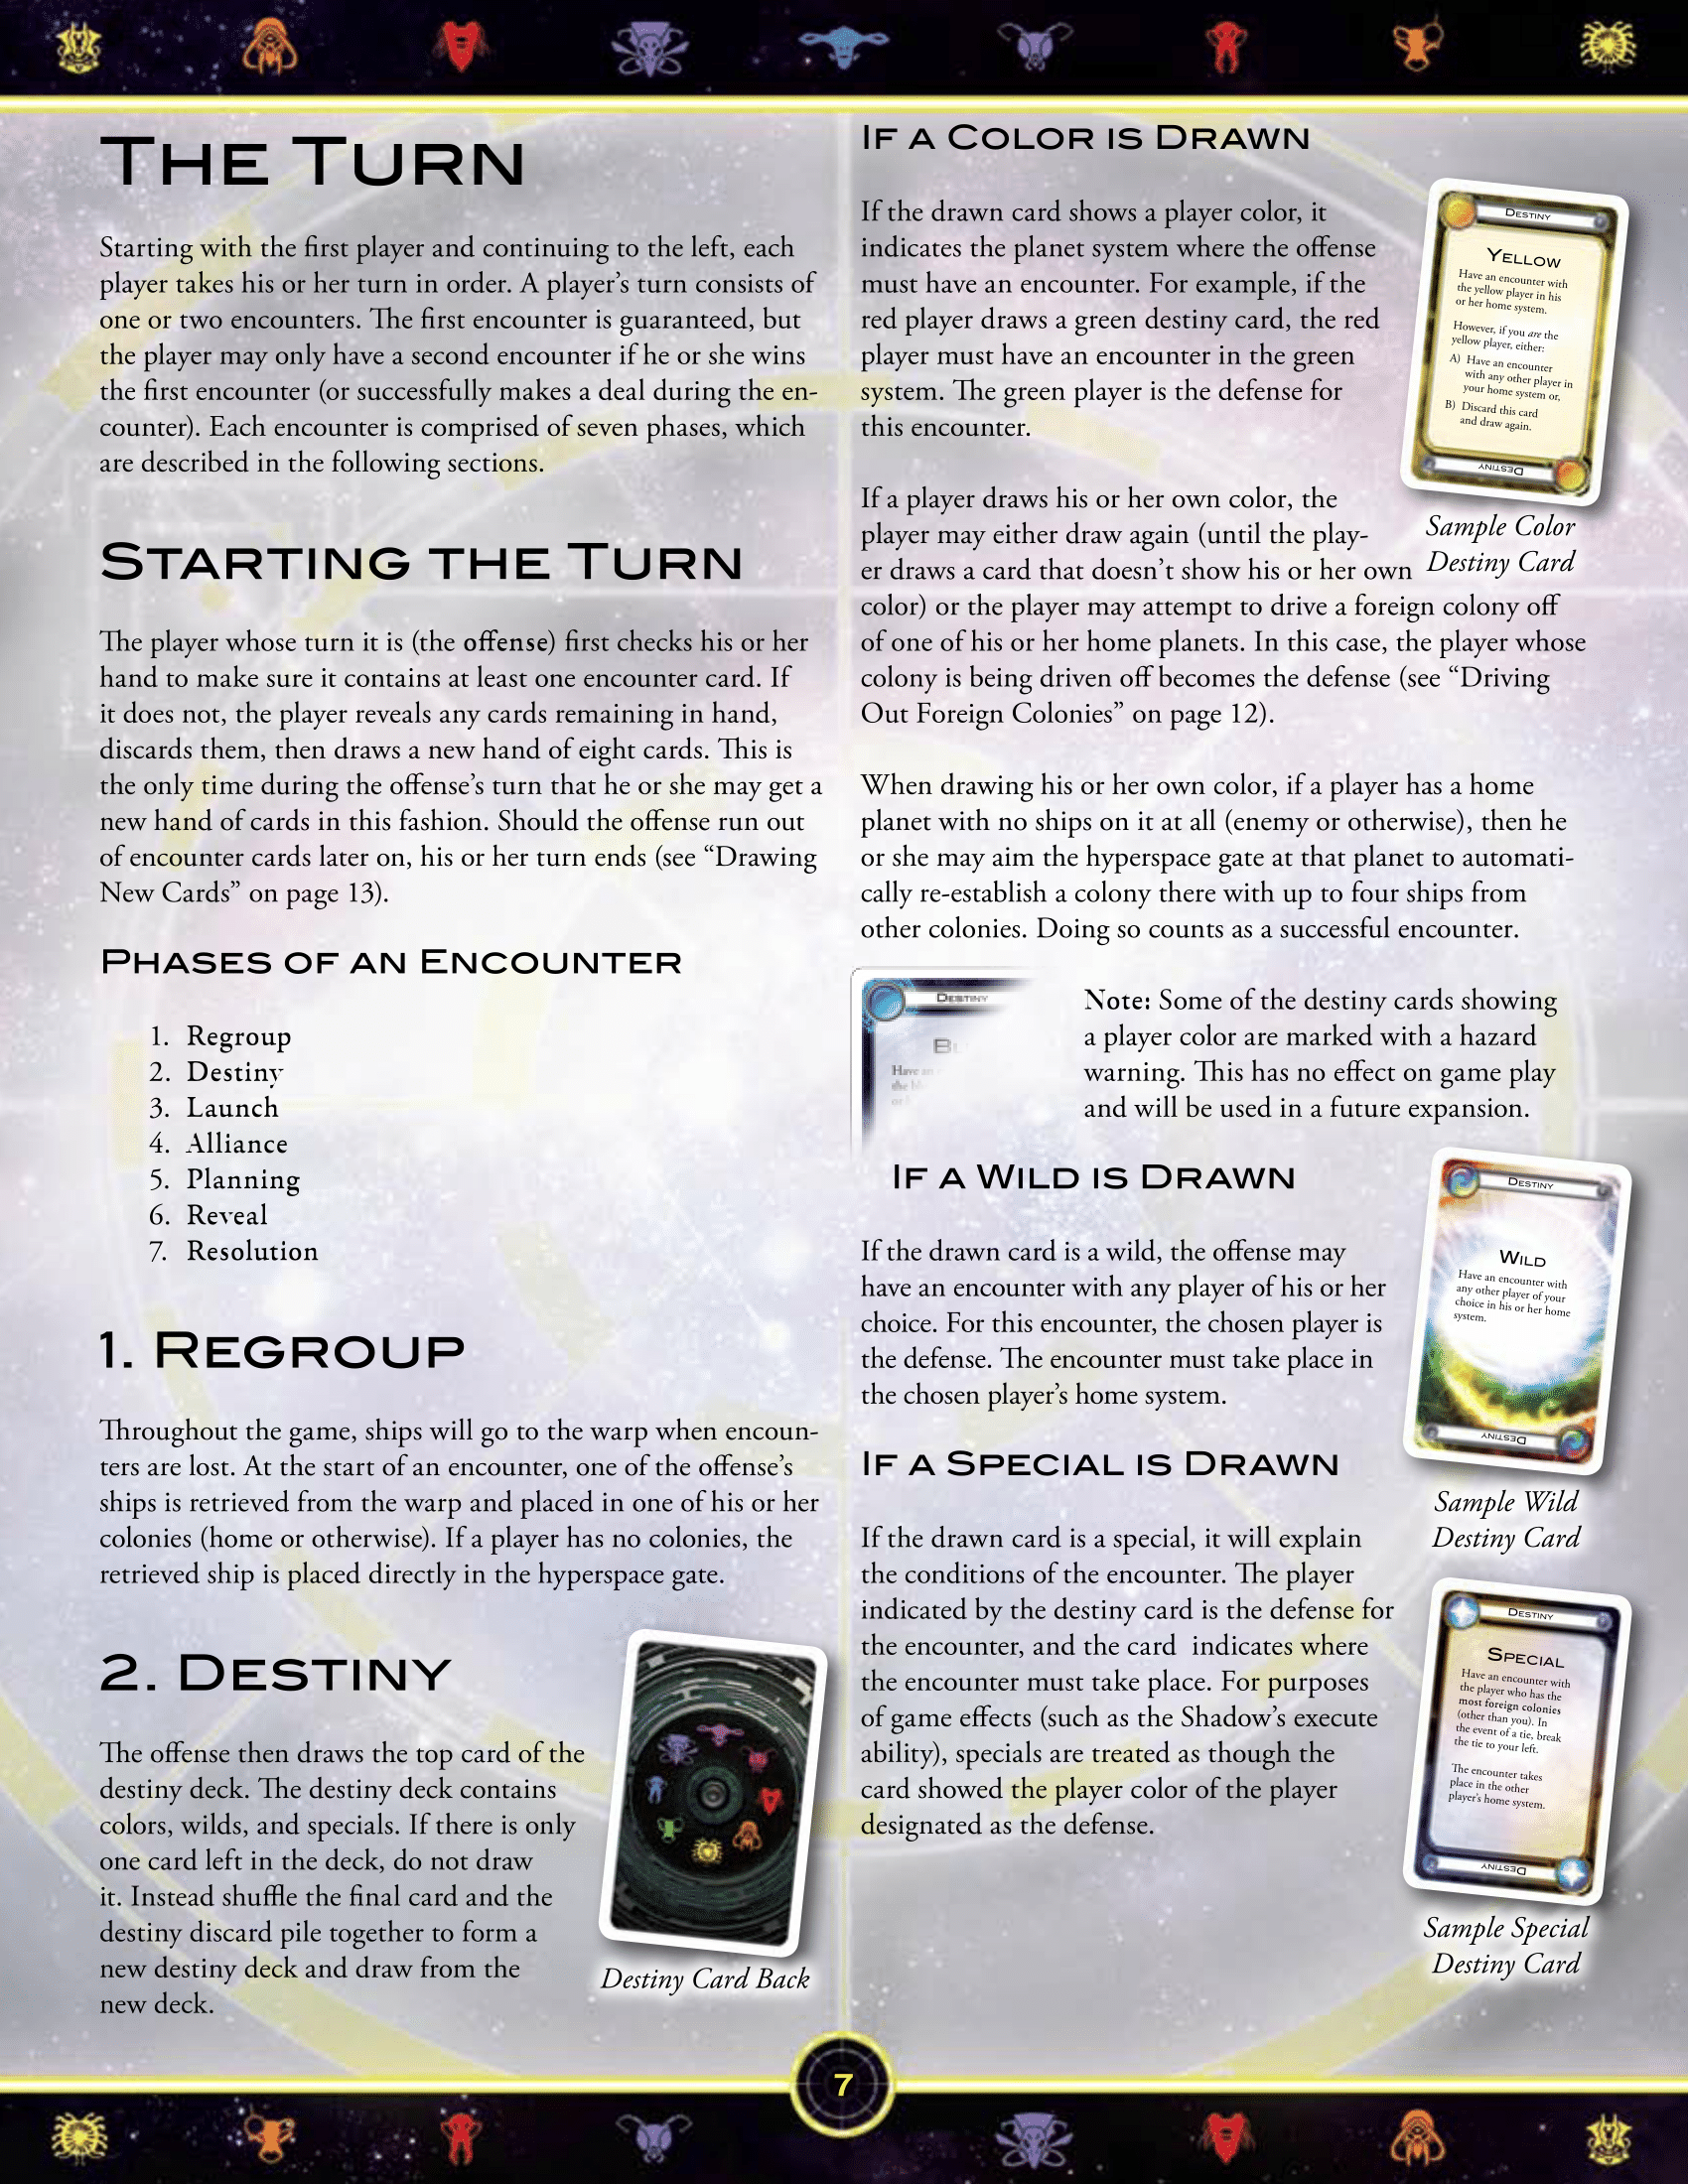 THE TURN
Starting with the first player and continuing to the left, each
player takes his or her turn in order. A player's turn consists of
one or two encounters. The first encounter is guaranteed, but
the player may only have a second encounter if he or she wins
the first encounter (or successfully makes a deal during the en-
counter). Each encounter is comprised of seven phases, which
are described in the following sections.
STARTING THE TURN
The player whose turn it is (the offense) first checks his or her
hand to make sure it contains at least one encounter card. If
it does not, the player reveals any cards remaining in hand,
discards them, then draws a new hand of eight cards. This is
the only time during the offense's turn that he or she may get a
new hand of cards in this fashion. Should the offense run out
of encounter cards later on, his or her turn ends (see “Drawing
New Cards” on page 13).
PHASES OF AN ENCOUNTER
1. Regroup
2. Destiny
3. Launch
4. Alliance
5. Planning
6. Reveal
7. Resolution
1. REGROUP
Throughout the game, ships will go to the warp when encoun-
ters are lost. At the start of an encounter, one of the offense's
ships is retrieved from the warp and placed in one of his or her
colonies (home or otherwise). If a player has no colonies, the
retrieved ship is placed directly in the hyperspace gate.
2. DESTINY
The offense then draws the top card of the
destiny deck. The destiny deck contains
colors, wilds, and specials. If there is only
one card left in the deck, do not draw
it. Instead shuffle the final card and the
destiny discard pile together to form a
new destiny deck and draw from the
new deck.
Destiny Card Back
IF A COLOR IS DRAWN
If the drawn card shows a player color, it
indicates the planet system where the offense
must have an encounter. For example, if the
red player draws a green destiny card, the red
player must have an encounter in the green
system. The green player is the defense for
this encounter.
If a player draws his or her own color, the
player may either draw again (until the play-
er draws a card that doesn't show his or her own
color) or the player may attempt to drive a foreign colony off
of one of his or her home planets. In this case, the player whose
colony is being driven off becomes the defense (see “Driving
Out Foreign Colonies” on page 12).
DESTINY
YELLOW
Have an encounter with
the yellow player in his
or her home system.
However, if you are the
yellow player, either:
A) Have an encounter
with any other player in
your home system or,
B) Discard this card
and draw again.
DESTINY
Sample Color
Destiny Card
When drawing his or her own color, if a player has a home
planet with no ships on it at all (enemy or otherwise), then he
or she may aim the hyperspace gate at that planet to automati-
cally re-establish a colony there with up to four ships from
other colonies. Doing so counts as a successful encounter.
DESTINY
Have
Note: Some of the destiny cards showing
a player color are marked with a hazard
warning. This has no effect on game play
and will be used in a future expansion.
IF A WILD IS DRAWN
If the drawn card is a wild, the offense may
have an encounter with any player of his or her
choice. For this encounter, the chosen player is
the defense. The encounter must take place in
the chosen player's home system.
DESTINY
WILD
Have an encounter with
any other player of your
choice in his or her home
system.
DESTINY
Sample Wild
Destiny Card
IF A SPECIAL IS DRAWN
If the drawn card is a special, it will explain
the conditions of the encounter. The player
indicated by the destiny card is the defense for
the encounter, and the card indicates where
the encounter must take place. For purposes
of game effects (such as the Shadow's execute
ability), specials are treated as though the
card showed the player color of the player
designated as the defense.
DESTINY
SPECIAL
Have an encounter with
the player who has the
most foreign colonies
(other than you). In
the event of a tie, break
the tie to your left.
The encounter takes
place in the other
player's home system.
DESTINY
Sample Special
Destiny Card
7